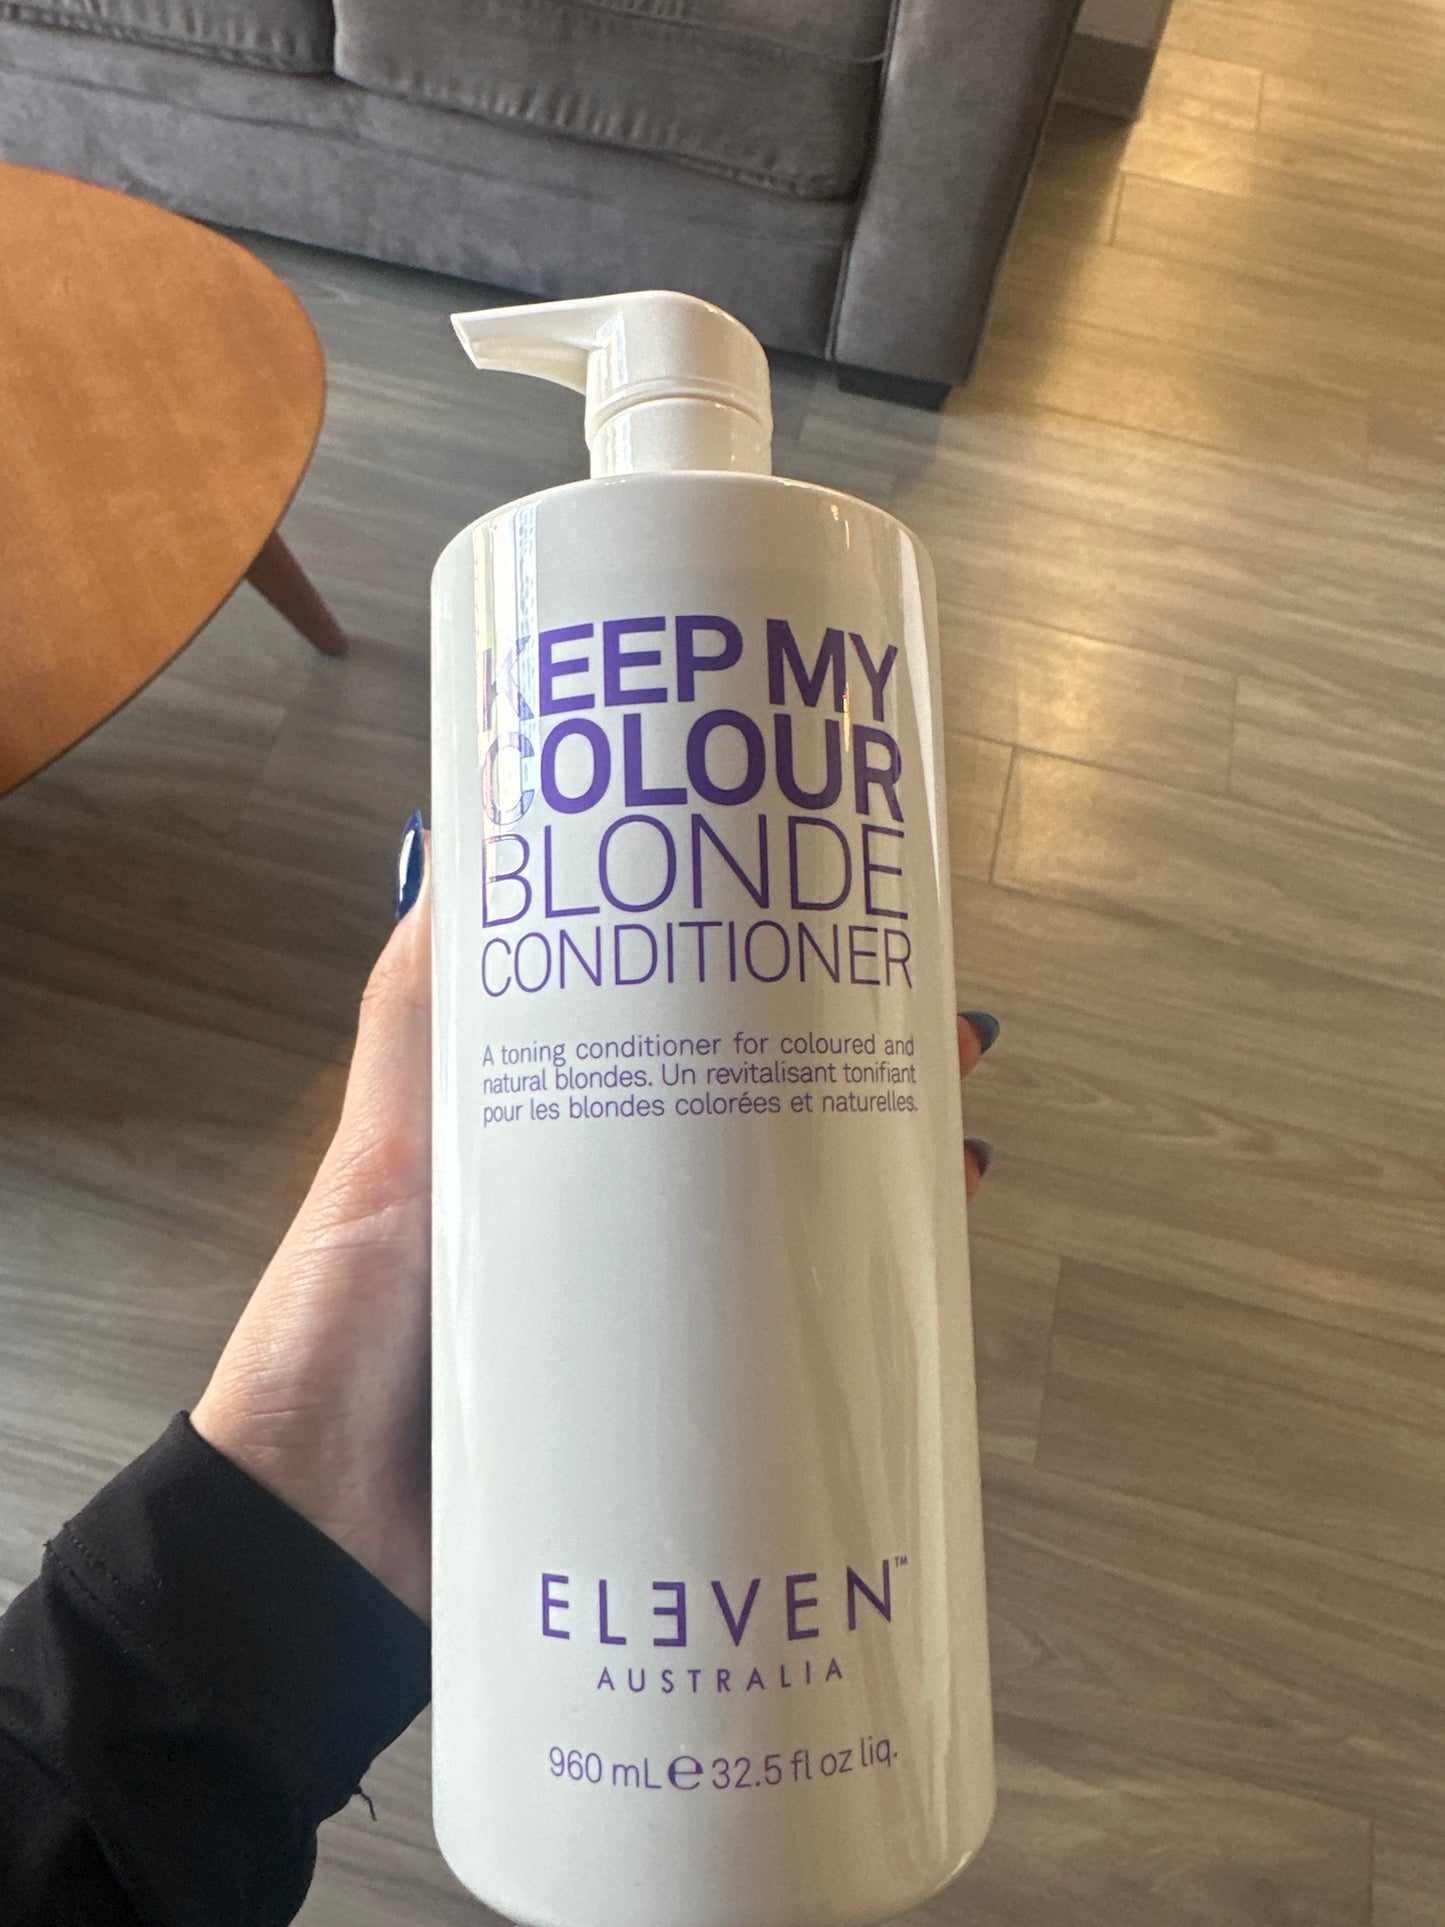 KEEP MY
COLOUR
BLONDE
CONDITIONER
A toning conditioner for coloured and
natural blondes. Un revitalisant tonifiant
pour les blondes colorées et naturelles.
ELƎVEN™
AUSTRALIA
960 mL ℮ 32.5 fl oz liq.